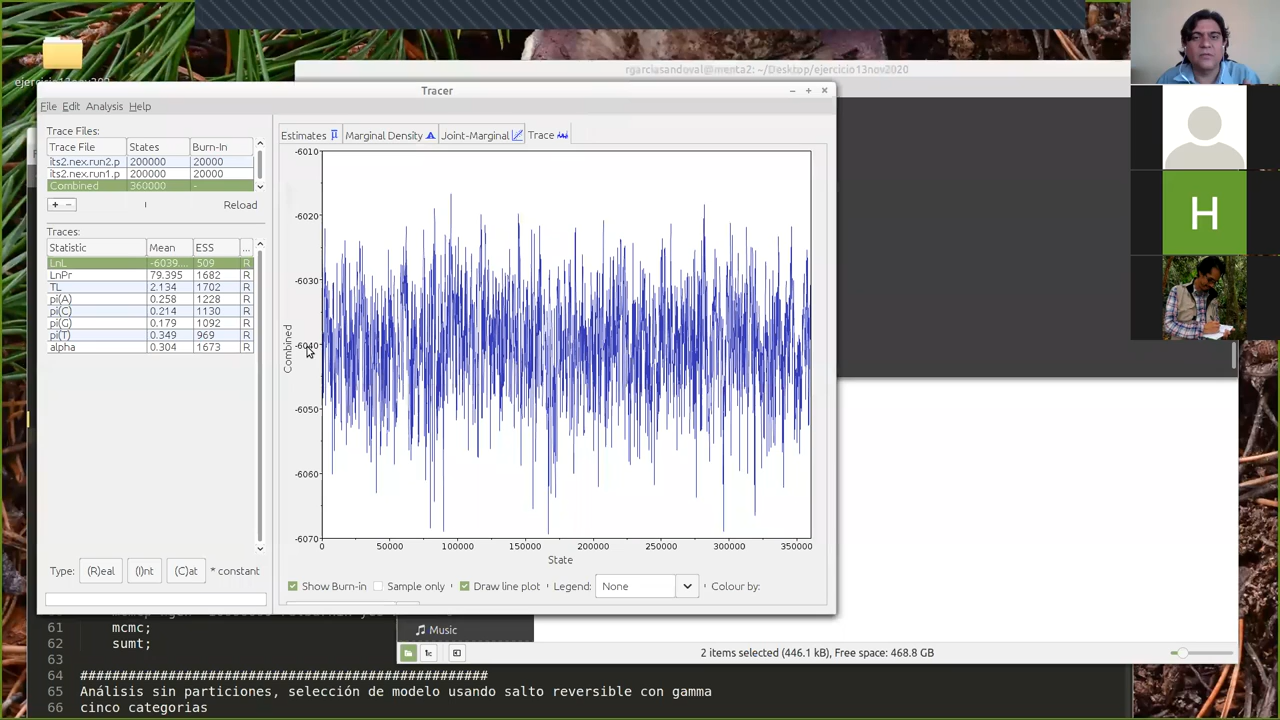 ejercicio13nov202
rgarciasandoval@menta2: ~/Desktop/ejercicio13nov2020
Tracer
File Edit Analysis Help
Trace Files:
Trace File States Burn-In
its2.nex.run2.p 200000 20000
its2.nex.run1.p 200000 20000
Combined 360000 -
+ - Reload
Traces:
Statistic Mean ESS ...
LnL -6039.... 509 R
LnPr 79.395 1682 R
TL 2.134 1702 R
pi(A) 0.258 1228 R
pi(C) 0.214 1130 R
pi(G) 0.179 1092 R
pi(T) 0.349 969 R
alpha 0.304 1673 R
Type: (R)eal (I)nt (C)at * constant
Estimates Marginal Density Joint-Marginal Trace
-6010
-6020
-6030
-6040
-6050
-6060
-6070
Combined
0 50000 100000 150000 200000 250000 300000 350000
State
Show Burn-in Sample only Draw line plot Legend: None Colour by:
H
Music
2 items selected (446.1 kB), Free space: 468.8 GB
61 mcmc;
62 sumt;
63
64 ##################################################
65 Análisis sin particiones, selección de modelo usando salto reversible con gamma
66 cinco categorias